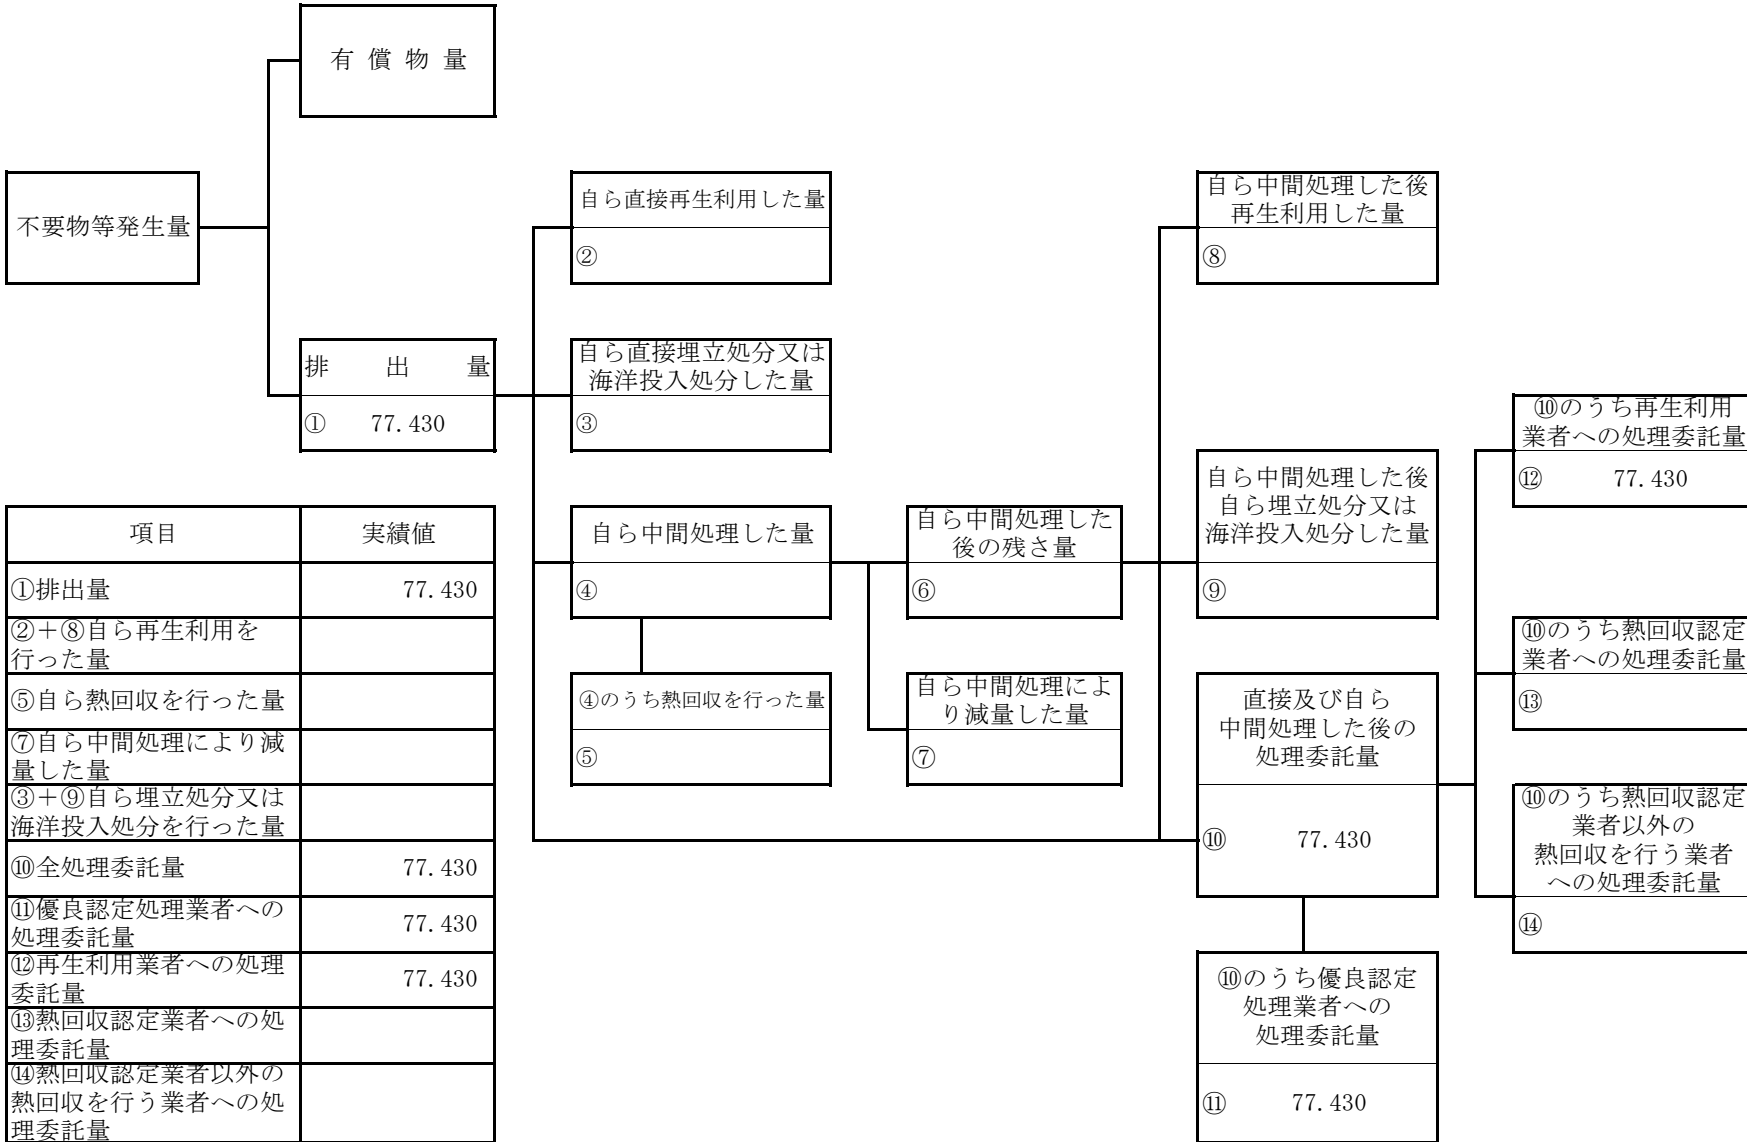 有償物量
不要物等発生量
自ら直接再生利用した量
②
自ら中間処理した後
再生利用した量
⑧
排出量
① 77.430
自ら直接埋立処分又は
海洋投入処分した量
③
⑩のうち再生利用
業者への処理委託量
⑫ 77.430
自ら中間処理した量
④
自ら中間処理した
後の残さ量
⑥
自ら中間処理した後
自ら埋立処分又は
海洋投入処分した量
⑨
④のうち熱回収を行った量
⑤
自ら中間処理によ
り減量した量
⑦
直接及び自ら
中間処理した後の
処理委託量
⑩ 77.430
⑩のうち熱回収認定
業者への処理委託量
⑬
⑩のうち熱回収認定
業者以外の
熱回収を行う業者
への処理委託量
⑭
⑩のうち優良認定
処理業者への
処理委託量
⑪ 77.430
項目 実績値
①排出量 77.430
②+⑧自ら再生利用を
行った量
⑤自ら熱回収を行った量
⑦自ら中間処理により減
量した量
③+⑨自ら埋立処分又は
海洋投入処分を行った量
⑩全処理委託量 77.430
⑪優良認定処理業者への
処理委託量 77.430
⑫再生利用業者への処理
委託量 77.430
⑬熱回収認定業者への処
理委託量
⑭熱回収認定業者以外の
熱回収を行う業者への処
理委託量